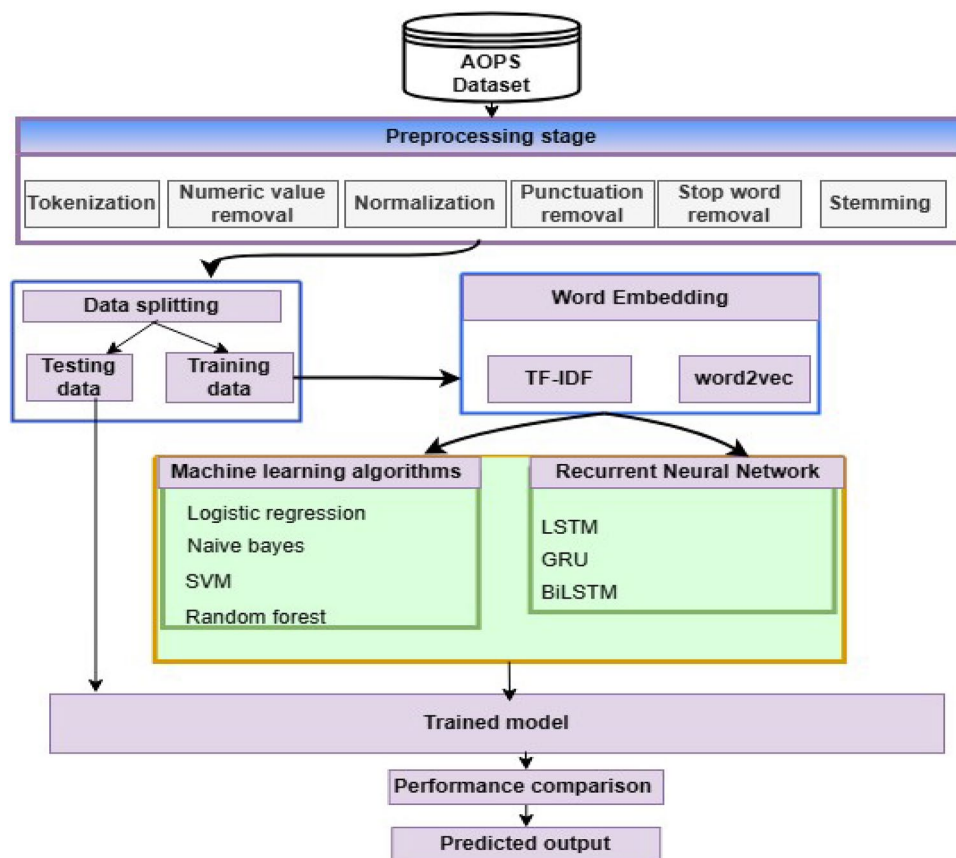 AOPS
Dataset
Preprocessing stage
Tokenization
Numeric value
removal
Normalization
Punctuation
removal
Stop word
removal
Stemming
Data splitting
Testing
data
Training
data
Word Embedding
TF-IDF
word2vec
Machine learning algorithms
Logistic regression
Naive bayes
SVM
Random forest
Recurrent Neural Network
LSTM
GRU
BiLSTM
Trained model
Performance comparison
Predicted output